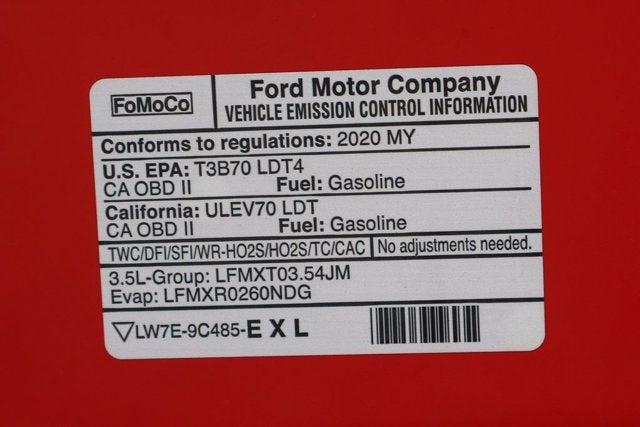 FoMoCo
Ford Motor Company
VEHICLE EMISSION CONTROL INFORMATION
Conforms to regulations: 2020 MY
U.S. EPA: T3B70 LDT4
CA OBD II Fuel: Gasoline
California: ULEV70 LDT
CA OBD II Fuel: Gasoline
TWC/DFI/SFI/WR-HO2S/HO2S/TC/CAC No adjustments needed.
3.5L-Group: LFMXT03.54JM
Evap: LFMXR0260NDG
LW7E-9C485-E X L